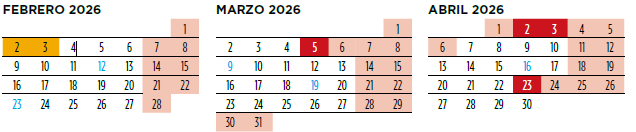 FEBRERO 2026
1
2 3 4 5 6 7 8
9 10 11 12 13 14 15
16 17 18 19 20 21 22
23 24 25 26 27 28
MARZO 2026
1
2 3 4 5 6 7 8
9 10 11 12 13 14 15
16 17 18 19 20 21 22
23 24 25 26 27 28 29
30 31
ABRIL 2026
1 2 3 4 5
6 7 8 9 10 11 12
13 14 15 16 17 18 19
20 21 22 23 24 25 26
27 28 29 30